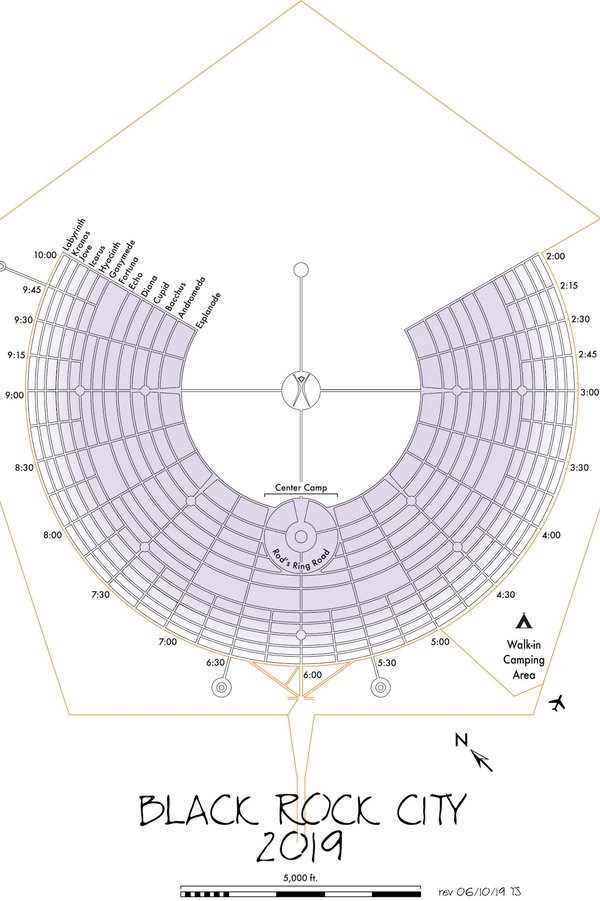 Labyrinth
Kronos
Jove
Icarus
Hyacinth
Ganymede
Fortuna
Echo
Diana
Cupid
Bacchus
Andromeda
Esplanade
10:00
2:00
9:45
2:15
9:30
2:30
9:15
2:45
9:00
3:00
8:30
3:30
Center Camp
8:00
4:00
Rod's Ring Road
7:30
4:30
7:00
5:00
6:30
6:00
5:30
Walk-in
Camping
Area
N
BLACK ROCK CITY
2019
5,000 ft.
rev 06/10/19 TJ